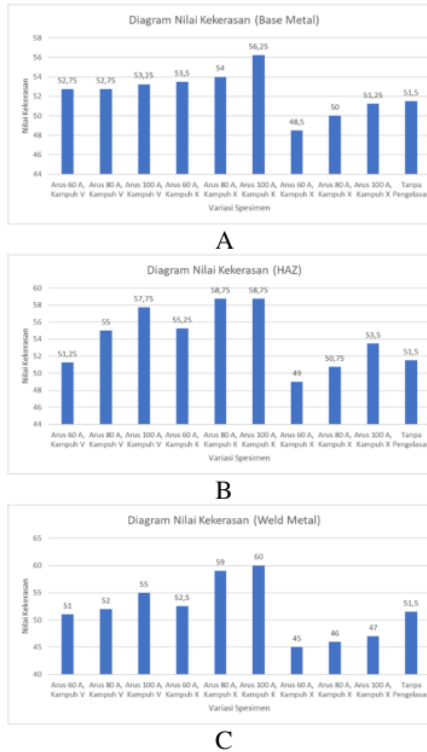 Diagram Nilai Kekerasan (Base Metal)
58
56
54
52
50
48
46
44
Nilai Kekerasan
52,75 52,75 53,25 53,5 54 56,25 48,5 50 51,25 51,5
Arus 60 A, Arus 80 A, Arus 100 A, Arus 60 A, Arus 80 A, Arus 100 A, Arus 60 A, Arus 80 A, Arus 100 A, Tanpa
Kampuh V Kampuh V Kampuh V Kampuh K Kampuh K Kampuh K Kampuh X Kampuh X Kampuh X Pengelasan
Variasi Spesimen
A
Diagram Nilai Kekerasan (HAZ)
60
58
56
54
52
50
48
46
44
Nilai Kekerasan
51,25 55 57,75 55,25 58,75 58,75 49 50,75 53,5 51,5
Arus 60 A, Arus 80 A, Arus 100 A, Arus 60 A, Arus 80 A, Arus 100 A, Arus 60 A, Arus 80 A, Arus 100 A, Tanpa
Kampuh V Kampuh V Kampuh V Kampuh K Kampuh K Kampuh K Kampuh X Kampuh X Kampuh X Pengelasan
Variasi Spesimen
B
Diagram Nilai Kekerasan (Weld Metal)
65
60
55
50
45
40
Nilai Kekerasan
51 52 55 52,5 59 60 45 46 47 51,5
Arus 60 A, Arus 80 A, Arus 100 A, Arus 60 A, Arus 80 A, Arus 100 A, Arus 60 A, Arus 80 A, Arus 100 A, Tanpa
Kampuh V Kampuh V Kampuh V Kampuh K Kampuh K Kampuh K Kampuh X Kampuh X Kampuh X Pengelasan
Variasi Spesimen
C